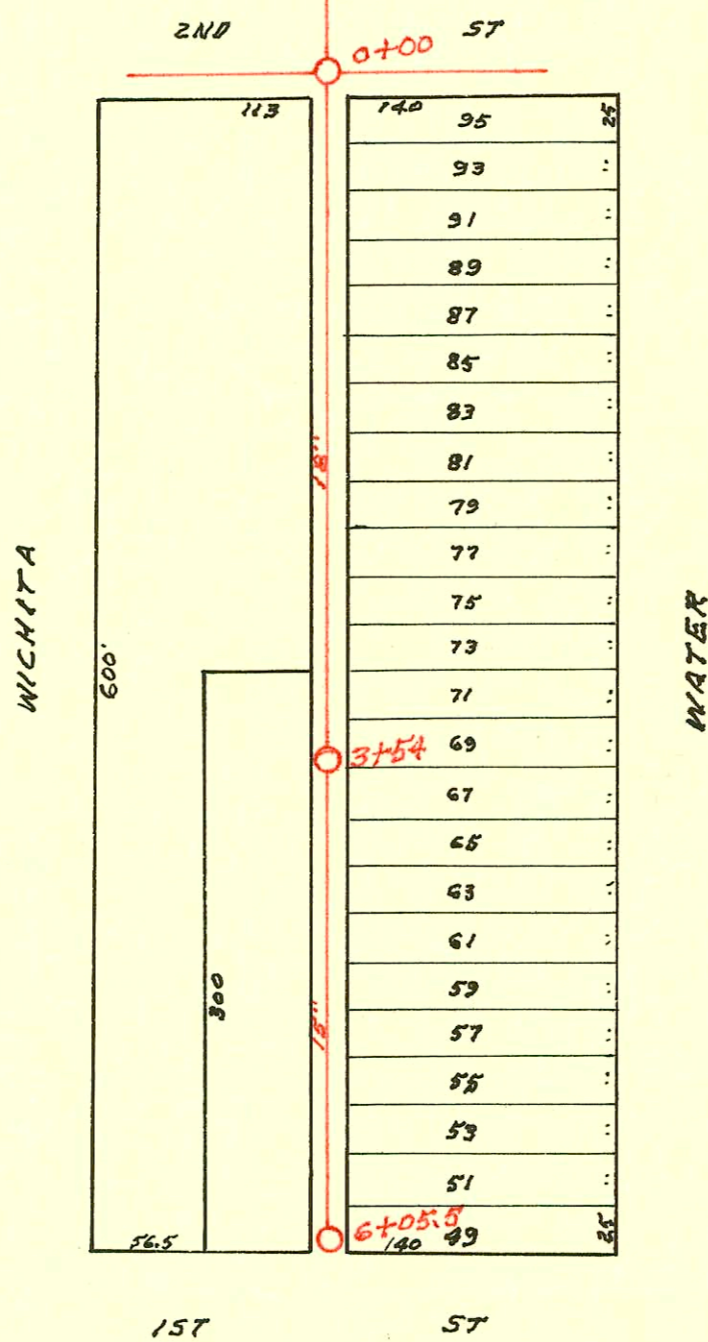 2ND ST
0+00
113 140 95 25
93 "
91 "
89 "
87 "
85 "
83 "
18" 81 "
79 "
77 "
WICHITA 75 " WATER
600' 73 "
71 "
3+54 69 "
67 "
65 "
63 "
61 "
300 59 "
15" 57 "
55 "
53 "
51 "
6+05.5
56.5 140 49 25
1ST ST